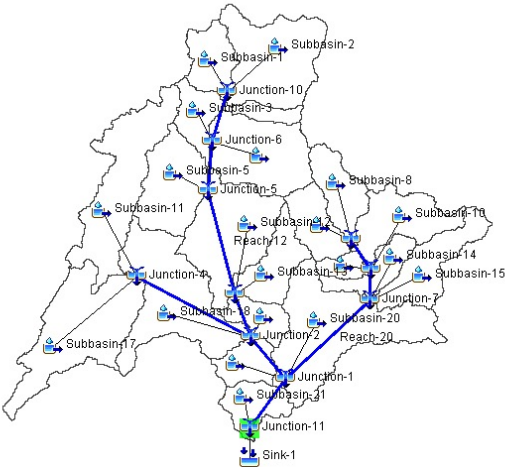 Subbasin-2
Subbasin-1
Junction-10
Subbasin-3
Junction-6
Subbasin-5
Junction-5
Subbasin-8
Subbasin-11
Subbasin-10
Subbasin-12
Reach-12
Subbasin-14
Junction-4
Subbasin-13
Subbasin-15
Junction-7
Subbasin-18
Subbasin-20
Junction-2
Reach-20
Subbasin-17
Junction-1
Subbasin-21
Junction-11
Sink-1